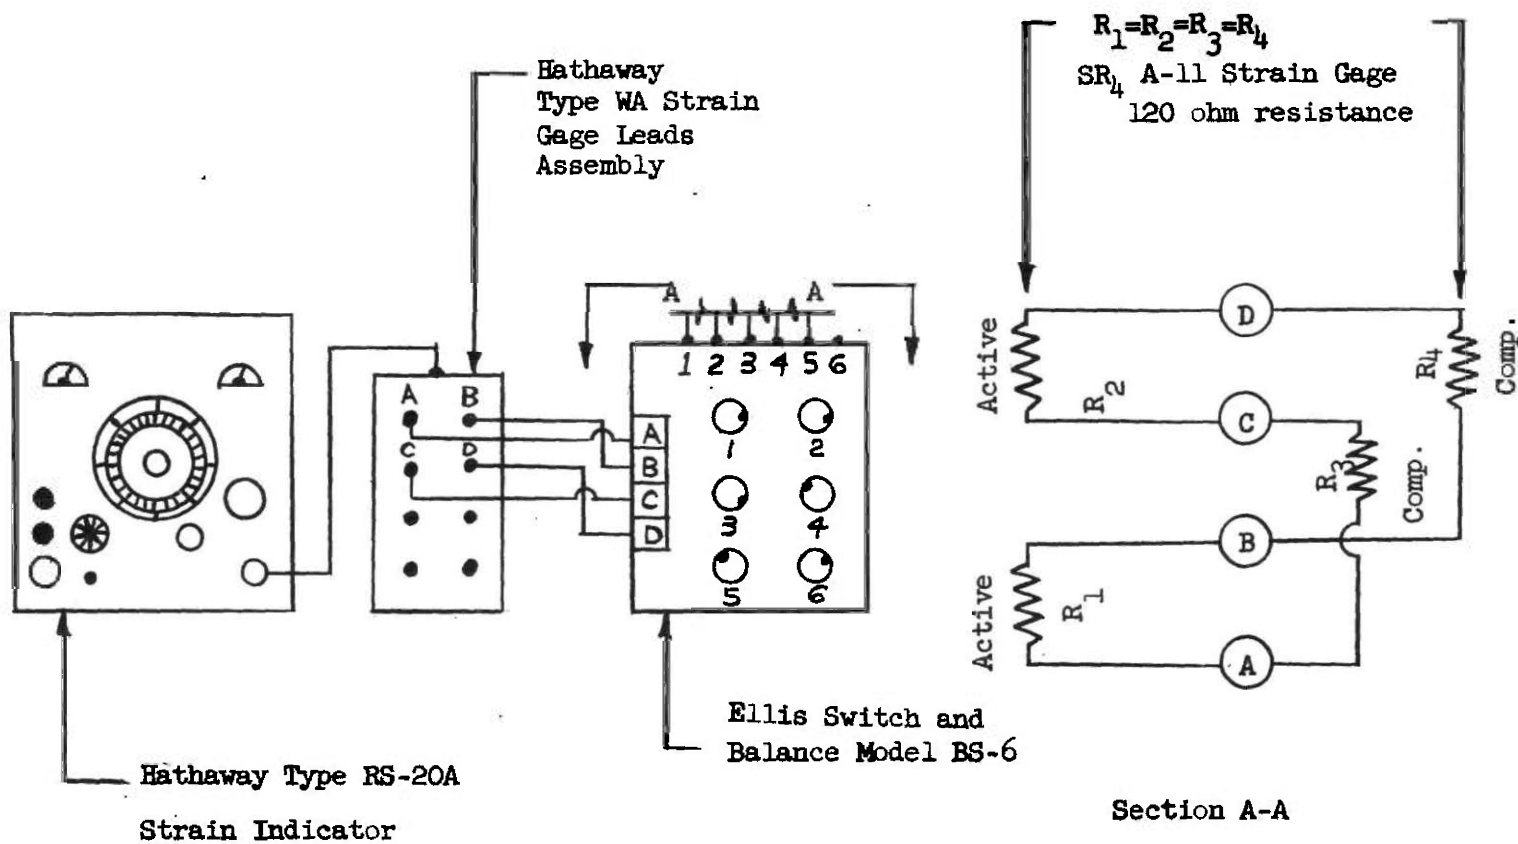 Hathaway
Type WA Strain
Gage Leads
Assembly
R1=R2=R3=R4
SR4 A-11 Strain Gage
120 ohm resistance
A A
1 2 3 4 5 6
A B
C D
A
B
C
D
1 2
3 4
5 6
Active
R2
D
C
R4
Comp.
R3
Comp.
B
Active
R1
A
Ellis Switch and
Balance Model BS-6
Hathaway Type RS-20A
Strain Indicator
Section A-A